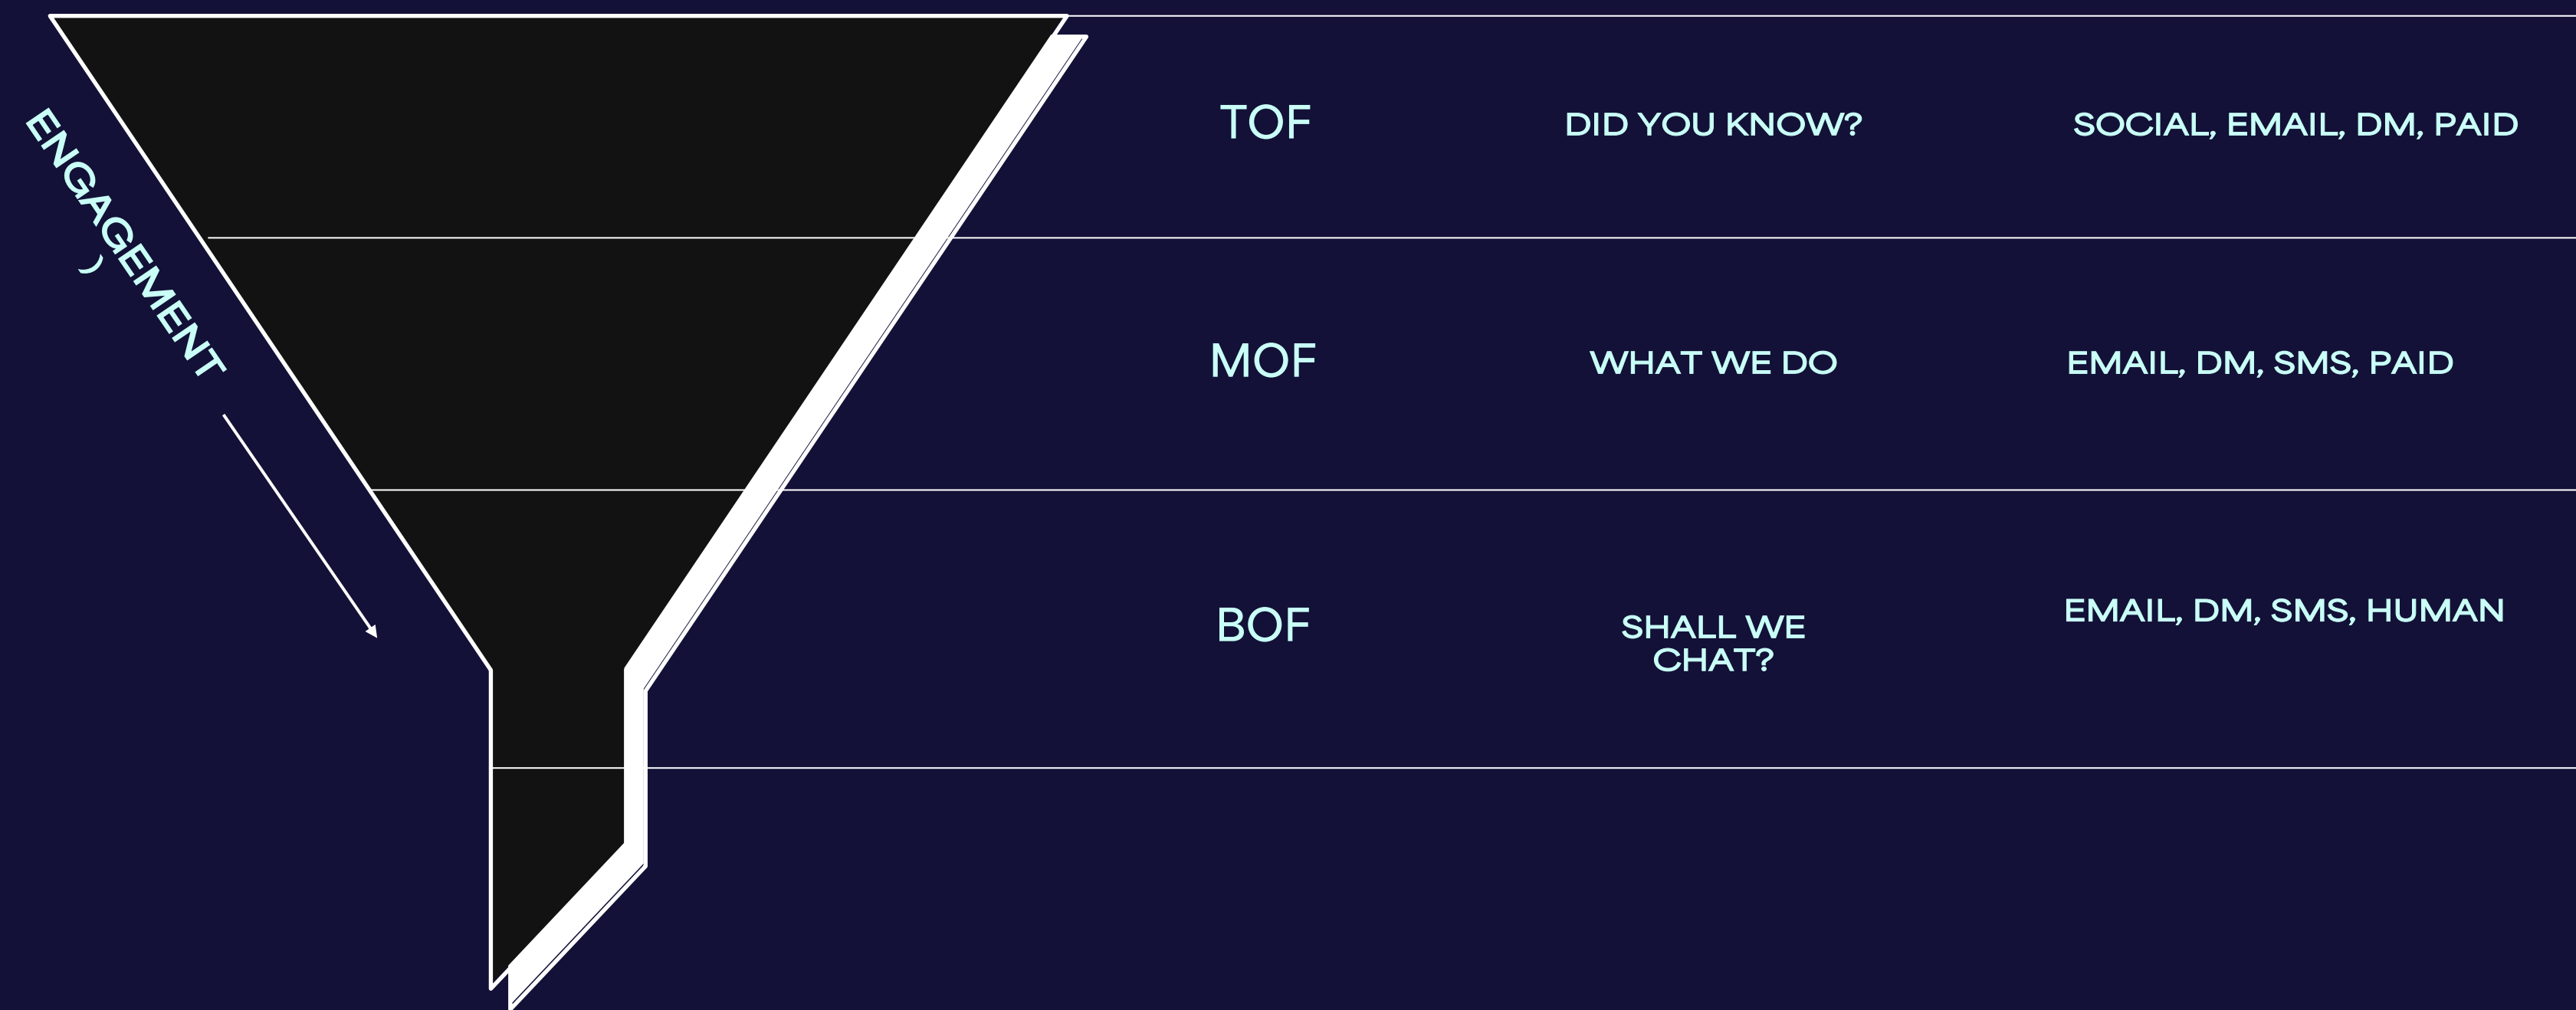 ENGAGEMENT
)
TOF
DID YOU KNOW?
SOCIAL, EMAIL, DM, PAID
MOF
WHAT WE DO
EMAIL, DM, SMS, PAID
BOF
SHALL WE
CHAT?
EMAIL, DM, SMS, HUMAN